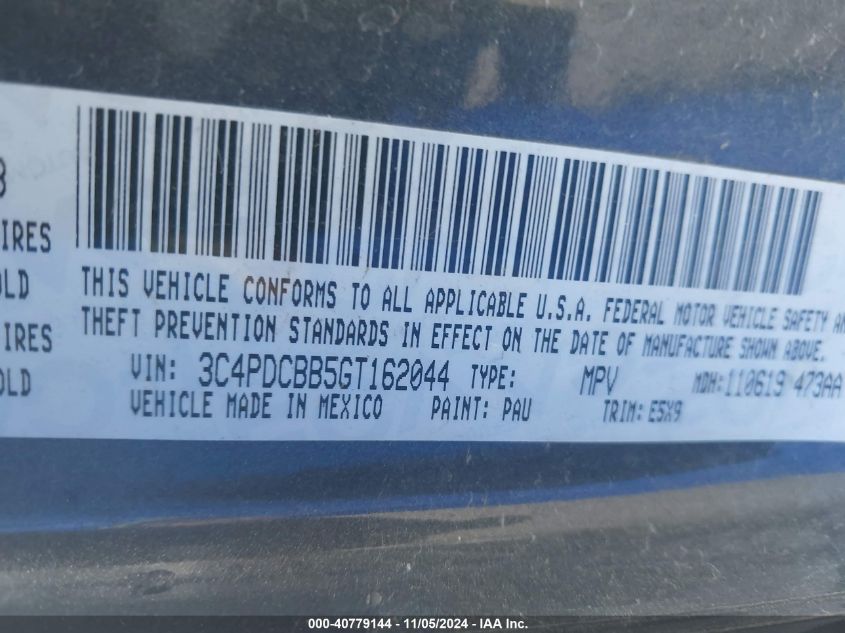 3
IRES
OLD
IRES
OLD
THIS VEHICLE CONFORMS TO ALL APPLICABLE U.S.A. FEDERAL MOTOR VEHICLE SAFETY AN
THEFT PREVENTION STANDARDS IN EFFECT ON THE DATE OF MANUFACTURE SHOWN ABOVE.
VIN: 3C4PDCBB5GT162044 TYPE: MPV MDH:110619 473AA
VEHICLE MADE IN MEXICO PAINT: PAU TRIM: E5X9
000-40779144 - 11/05/2024 - IAA Inc.